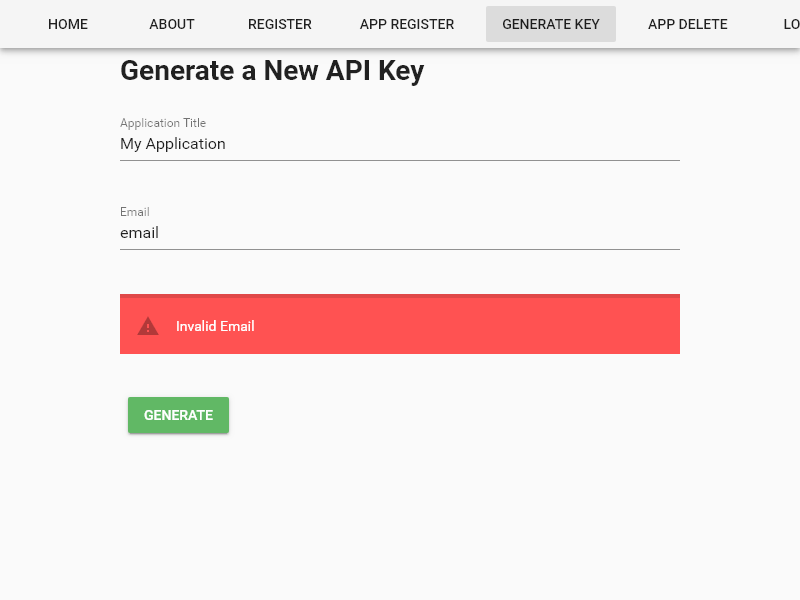 HOME ABOUT REGISTER APP REGISTER GENERATE KEY APP DELETE LO
Generate a New API Key
Application Title
My Application
Email
email
Invalid Email
GENERATE